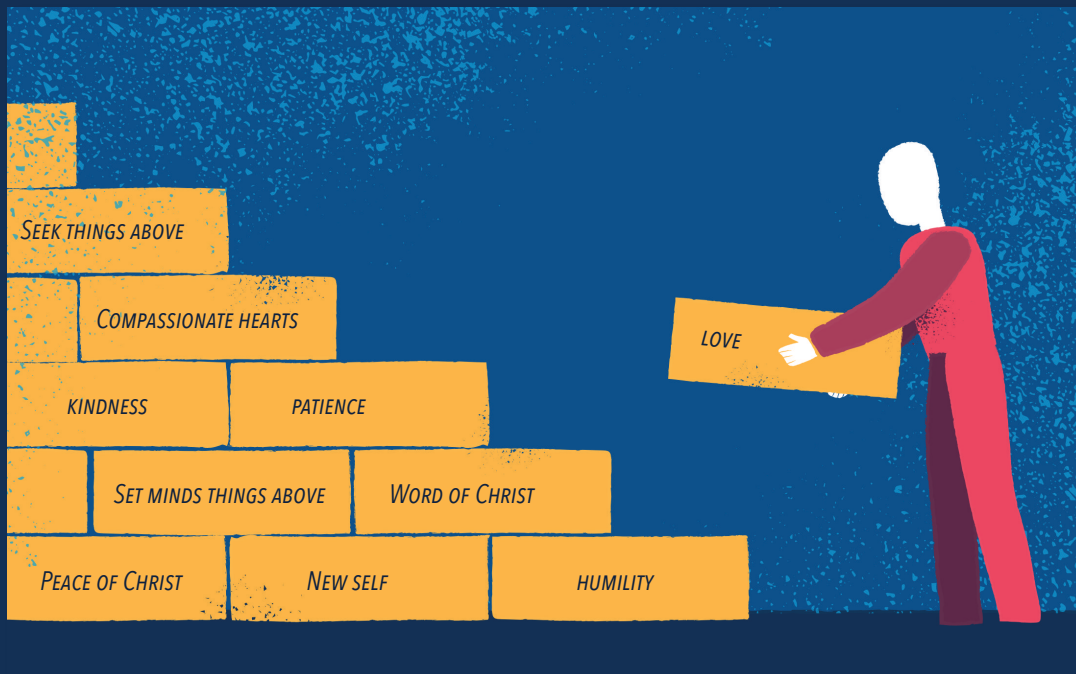 SEEK THINGS ABOVE
COMPASSIONATE HEARTS
LOVE
KINDNESS
PATIENCE
SET MINDS THINGS ABOVE
WORD OF CHRIST
PEACE OF CHRIST
NEW SELF
HUMILITY